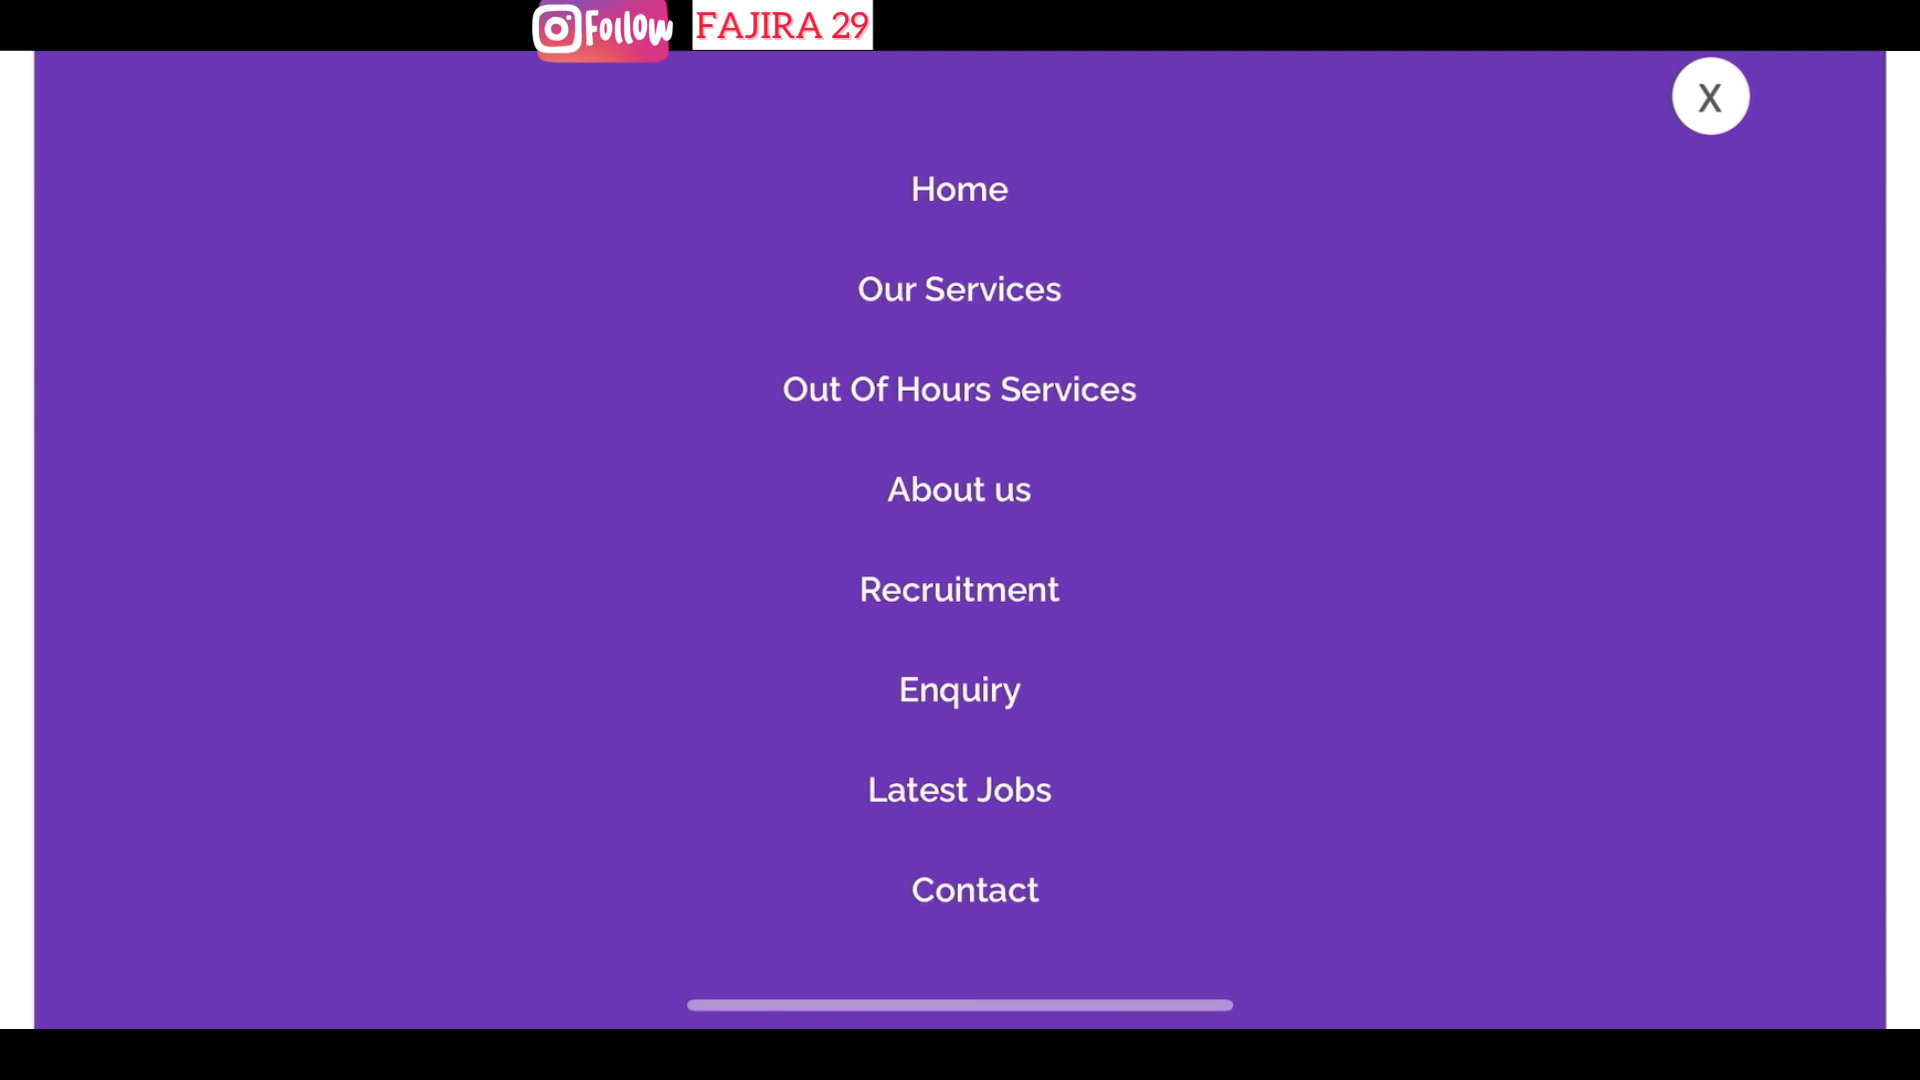 Follow FAJIRA 29
X
Home
Our Services
Out Of Hours Services
About us
Recruitment
Enquiry
Latest Jobs
Contact